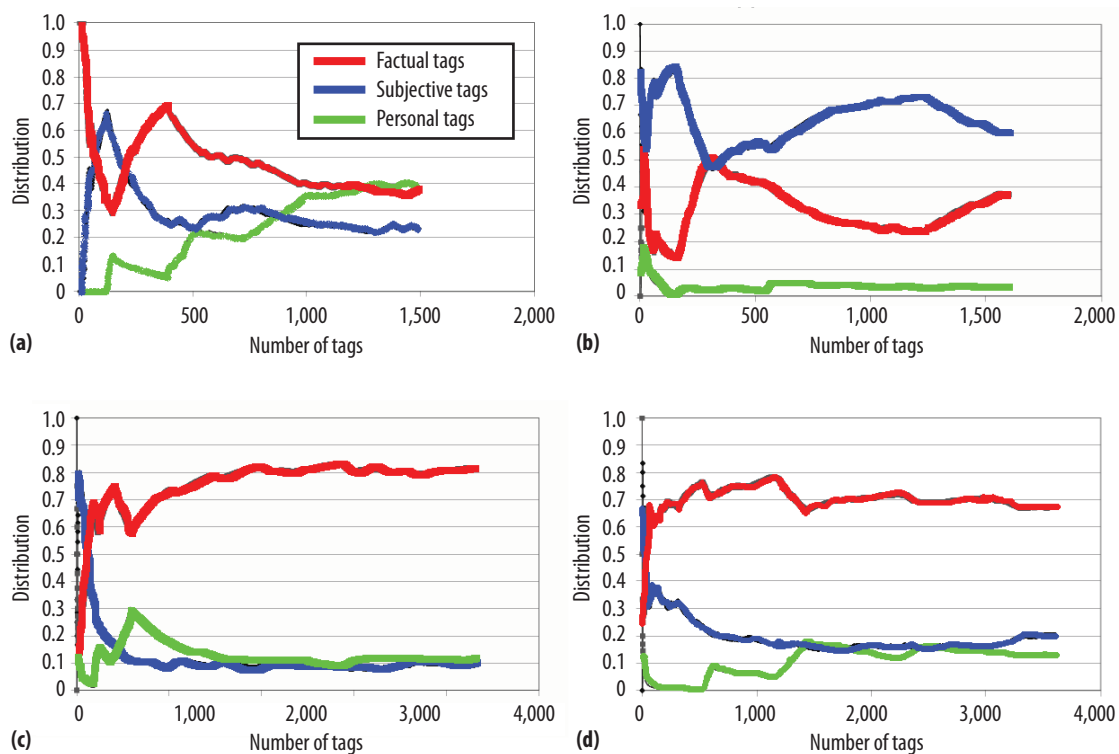 1.0
0.9
0.8
0.7
0.6
0.5
0.4
0.3
0.2
0.1
0
Distribution
Factual tags
Subjective tags
Personal tags
0 500 1,000 1,500 2,000
Number of tags
(a)
1.0
0.9
0.8
0.7
0.6
0.5
0.4
0.3
0.2
0.1
0
Distribution
0 500 1,000 1,500 2,000
Number of tags
(b)
1.0
0.9
0.8
0.7
0.6
0.5
0.4
0.3
0.2
0.1
0
Distribution
0 1,000 2,000 3,000 4,000
Number of tags
(c)
1.0
0.9
0.8
0.7
0.6
0.5
0.4
0.3
0.2
0.1
0
Distribution
0 1,000 2,000 3,000 4,000
Number of tags
(d)